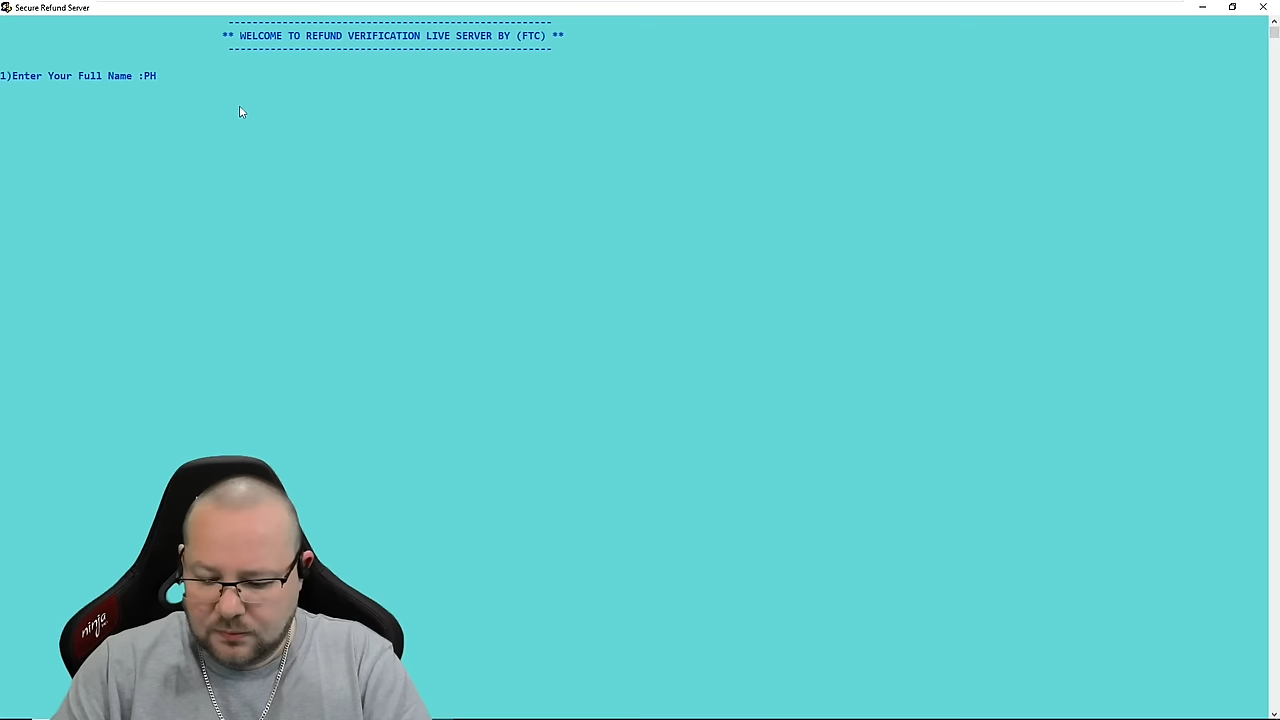 Secure Refund Server
------------------------------------------------------
** WELCOME TO REFUND VERIFICATION LIVE SERVER BY (FTC) **
------------------------------------------------------
1)Enter Your Full Name :PH
ninja